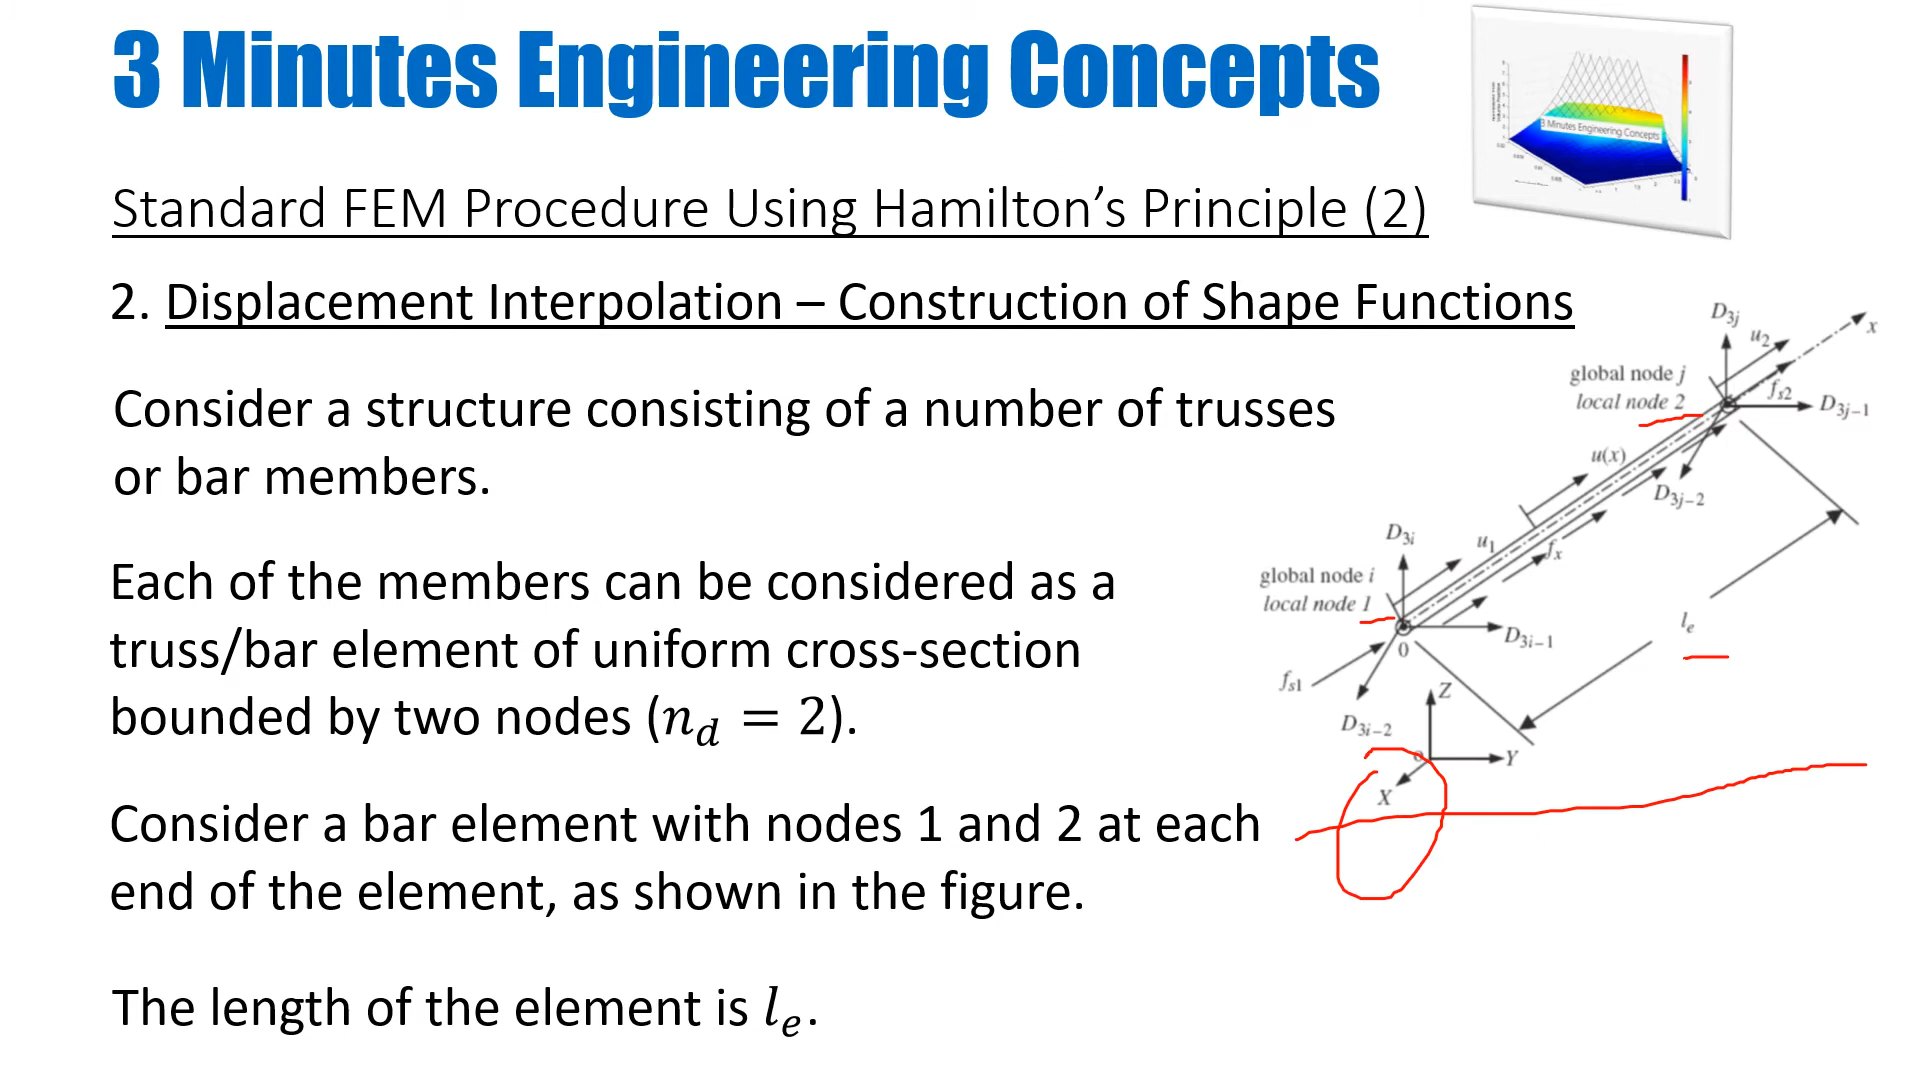 3 Minutes Engineering Concepts
3 Minutes Engineering Concepts
Standard FEM Procedure Using Hamilton’s Principle (2)
2. Displacement Interpolation – Construction of Shape Functions
Consider a structure consisting of a number of trusses
or bar members.
Each of the members can be considered as a
truss/bar element of uniform cross-section
bounded by two nodes (n_d = 2).
Consider a bar element with nodes 1 and 2 at each
end of the element, as shown in the figure.
The length of the element is l_e.
D_3j
u_2
x
global node j
local node 2
f_s2
D_3j−1
u(x)
D_3j−2
D_3i
u_1
f_x
global node i
local node 1
D_3i−1
0
l_e
f_s1
D_3i−2
Z
Y
X